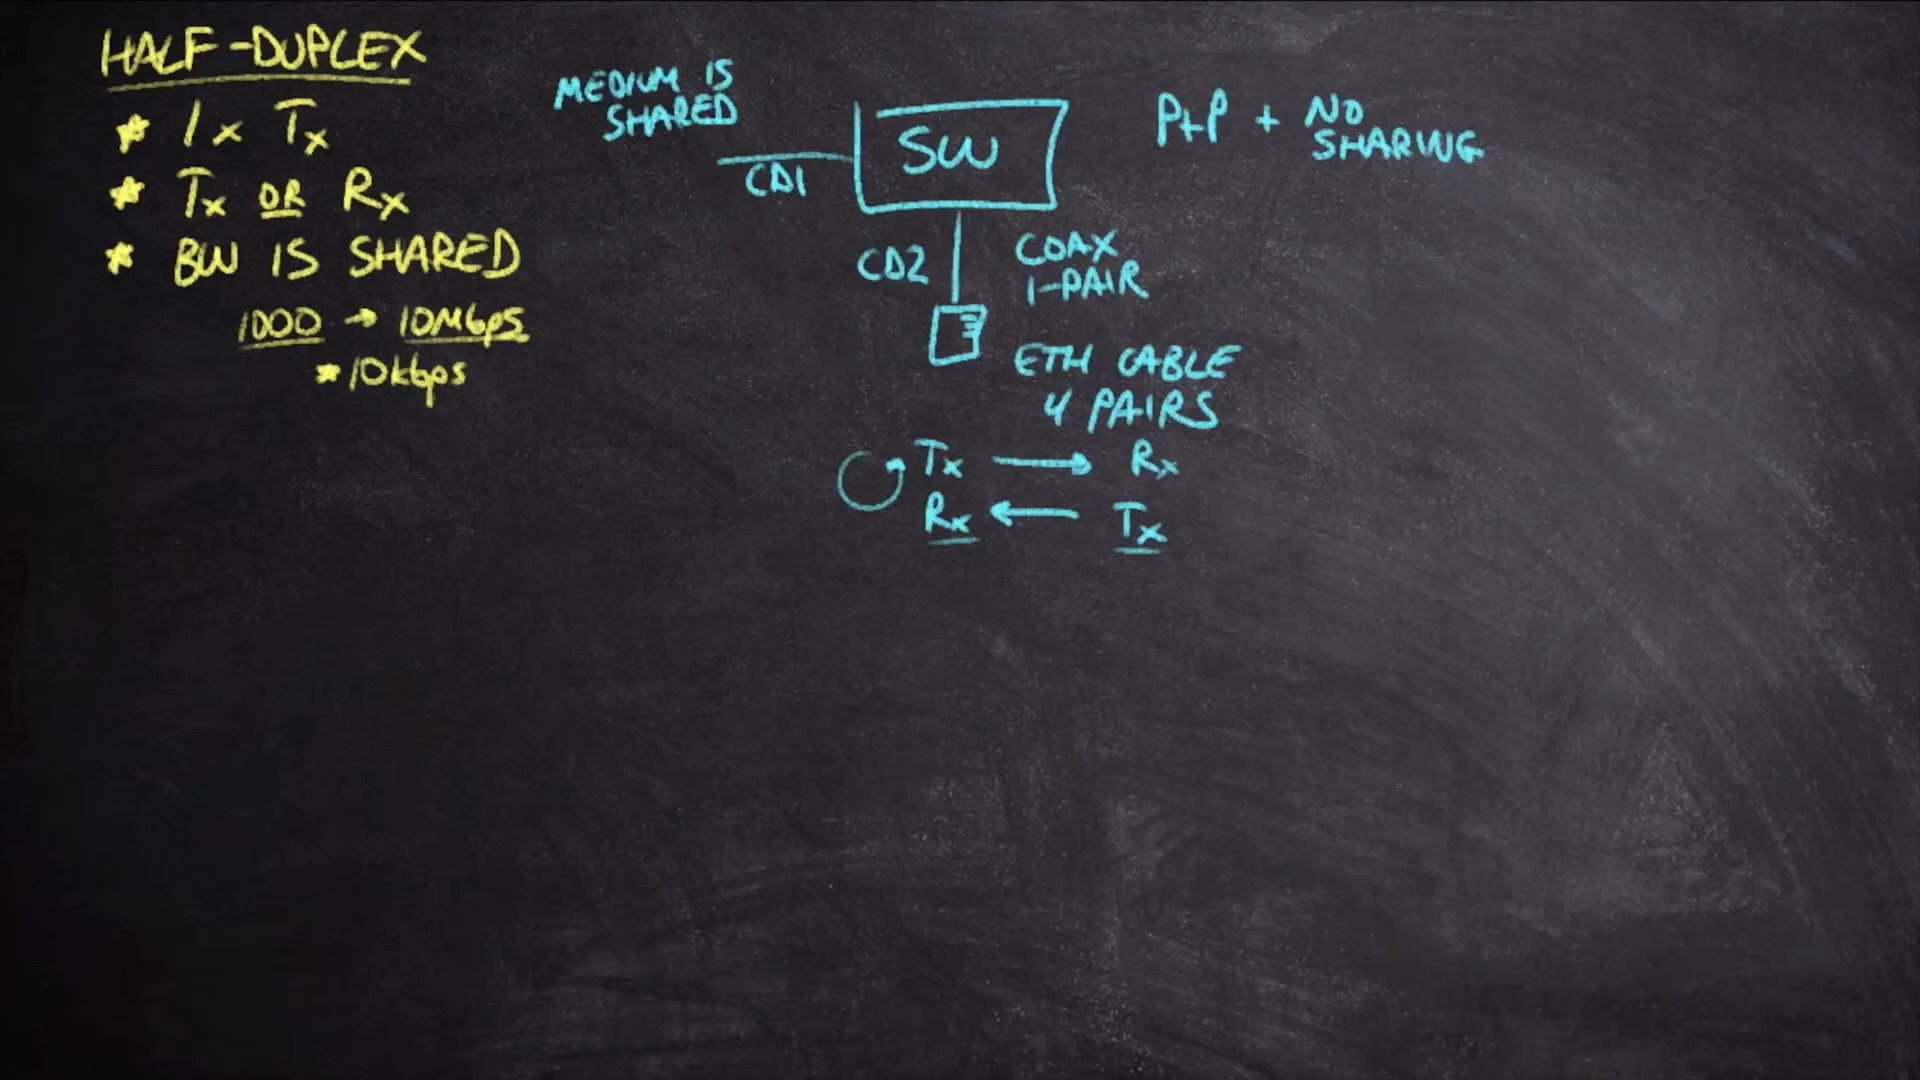 HALF-DUPLEX
* 1x Tx
* Tx OR Rx
* BW IS SHARED
1000 → 10Mbps
* 10kbps
MEDIUM IS
SHARED
CD1
SW
PtP + NO
SHARING
CD2
COAX
1-PAIR
ETH CABLE
4 PAIRS
Tx → Rx
Rx ← Tx